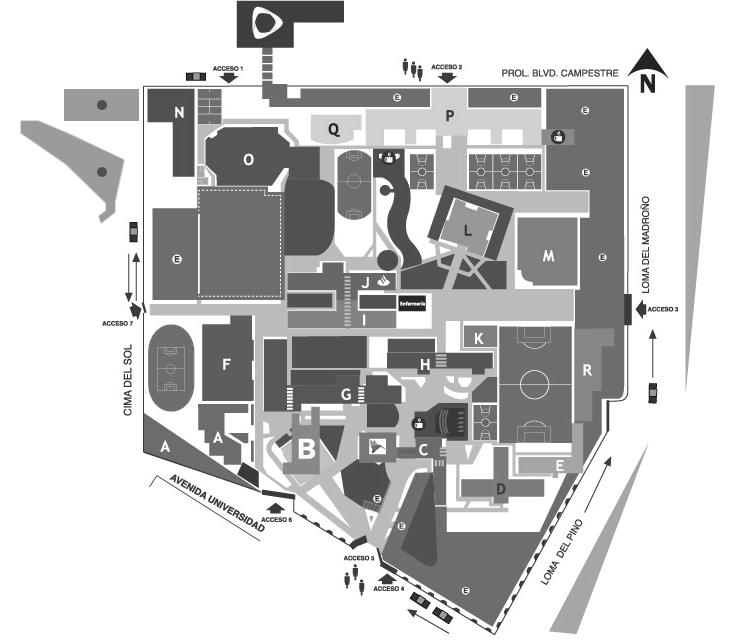 ACCESO 1
ACCESO 2
PROL. BLVD. CAMPESTRE
N
N
E
E
E
P
Q
O
E
L
M
E
E
LOMA DEL MADROÑO
J
Enfermería
I
ACCESO 3
ACCESO 7
CIMA DEL SOL
K
F
H
R
G
A
A
B
C
E
D
E
E
AVENIDA UNIVERSIDAD
ACCESO 6
ACCESO 5
ACCESO 4
E
LOMA DEL PINO